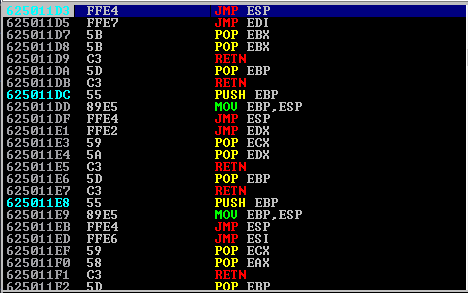 625011D3 FFE4 JMP ESP
625011D5 FFE7 JMP EDI
625011D7 5B POP EBX
625011D8 5B POP EBX
625011D9 C3 RETN
625011DA 5D POP EBP
625011DB C3 RETN
625011DC 55 PUSH EBP
625011DD 89E5 MOV EBP,ESP
625011DF FFE4 JMP ESP
625011E1 FFE2 JMP EDX
625011E3 59 POP ECX
625011E4 5A POP EDX
625011E5 C3 RETN
625011E6 5D POP EBP
625011E7 C3 RETN
625011E8 55 PUSH EBP
625011E9 89E5 MOV EBP,ESP
625011EB FFE4 JMP ESP
625011ED FFE6 JMP ESI
625011EF 59 POP ECX
625011F0 58 POP EAX
625011F1 C3 RETN
625011F2 5D POP EBP